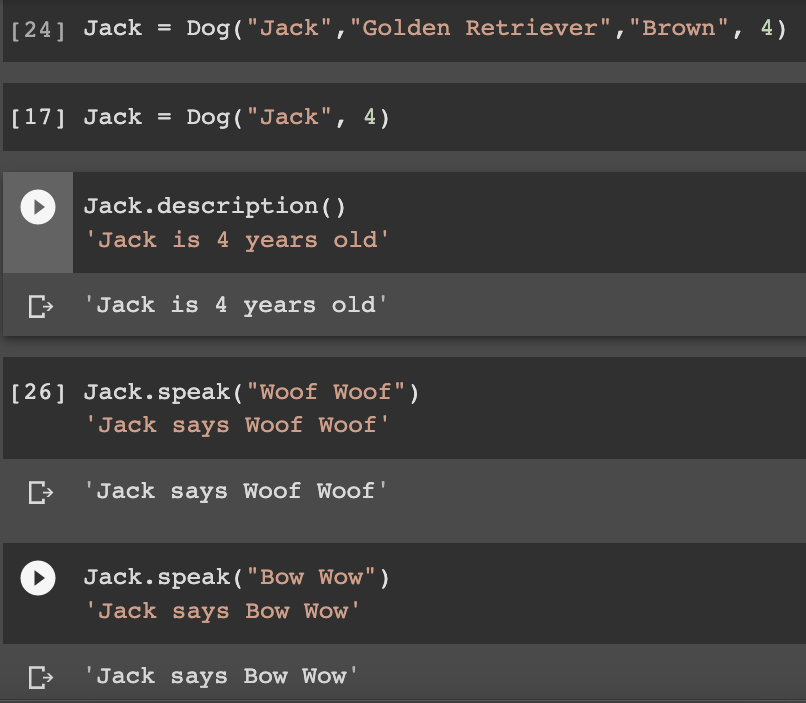 [24] Jack = Dog("Jack","Golden Retriever","Brown", 4)
[17] Jack = Dog("Jack", 4)
Jack.description()
'Jack is 4 years old'
'Jack is 4 years old'
[26] Jack.speak("Woof Woof")
'Jack says Woof Woof'
'Jack says Woof Woof'
Jack.speak("Bow Wow")
'Jack says Bow Wow'
'Jack says Bow Wow'